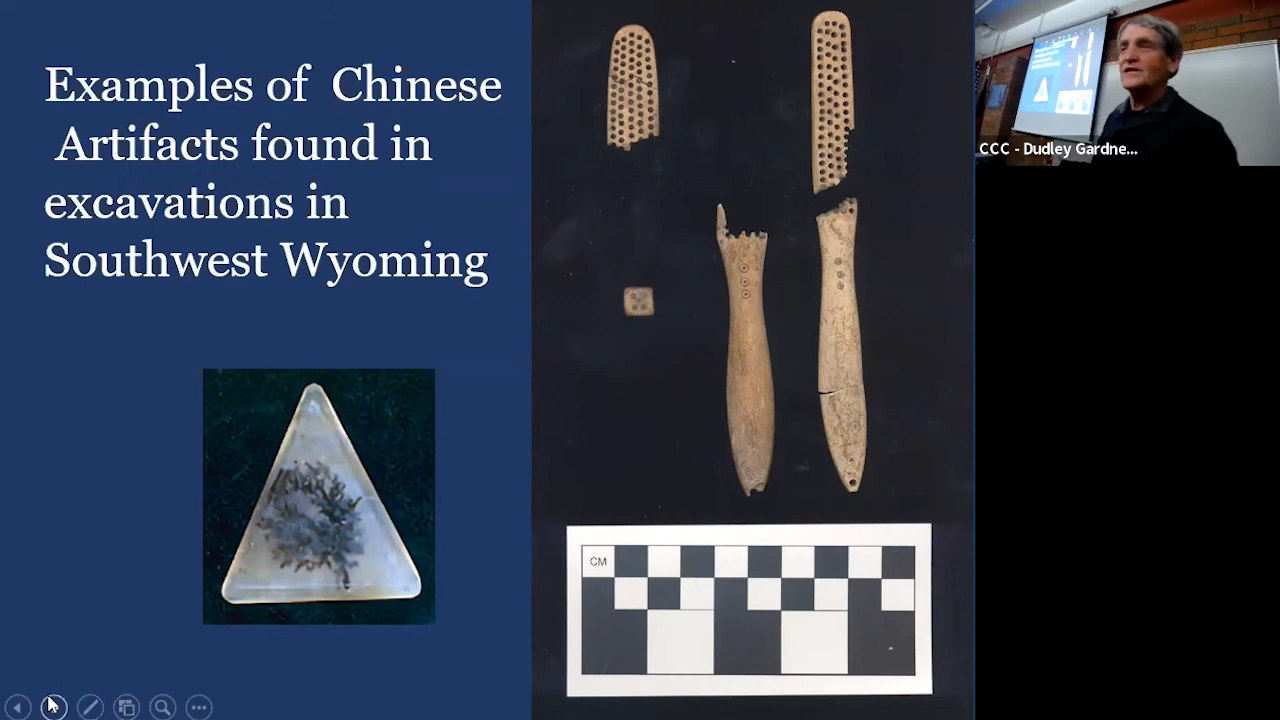 Examples of Chinese
Artifacts found in
excavations in
Southwest Wyoming
CM
CCC - Dudley Gardne...